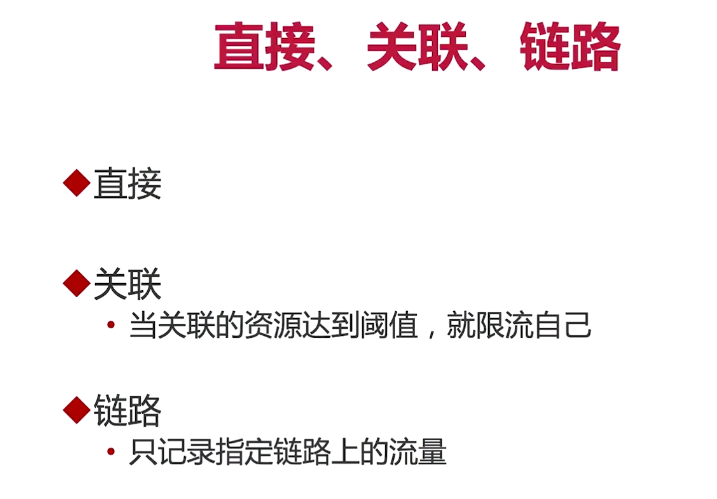 直接、关联、链路
直接
关联
当关联的资源达到阈值，就限流自己
链路
只记录指定链路上的流量